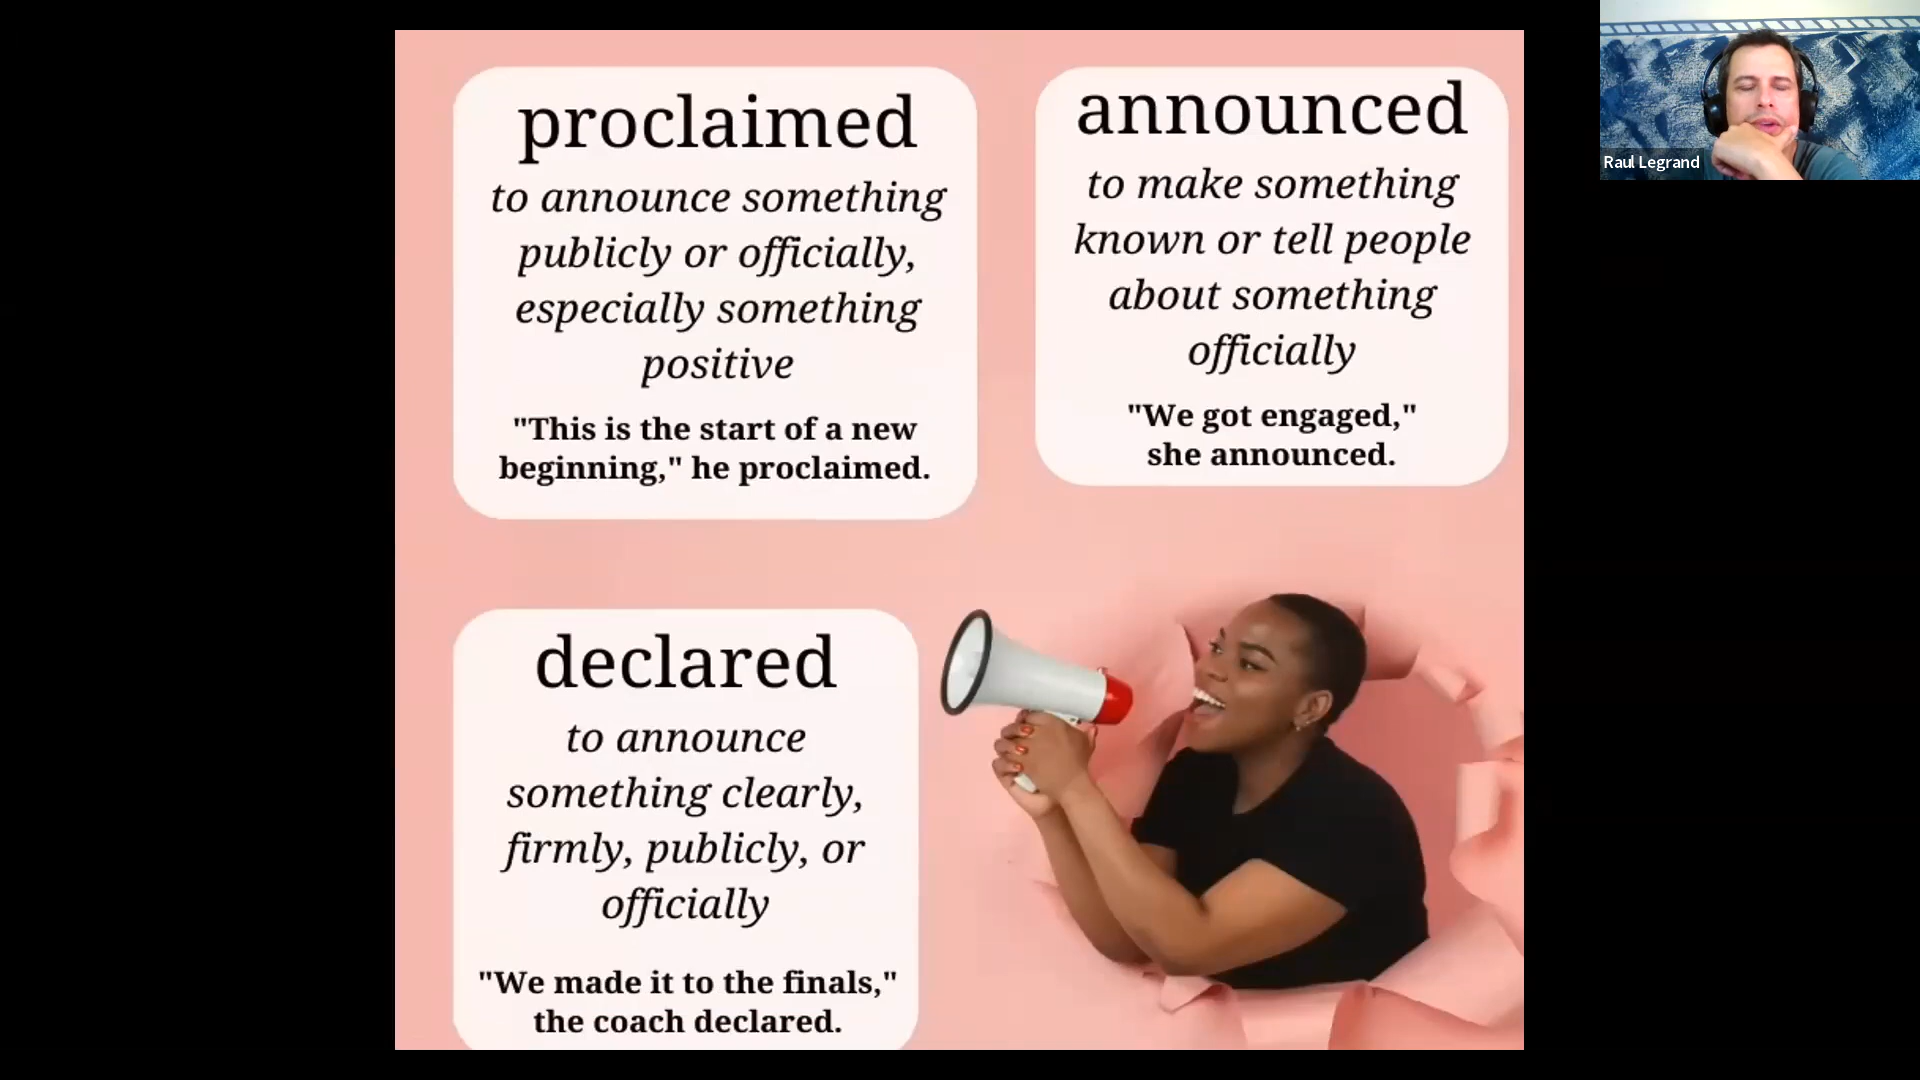 proclaimed
to announce something
publicly or officially,
especially something
positive
"This is the start of a new
beginning," he proclaimed.
announced
to make something
known or tell people
about something
officially
"We got engaged,"
she announced.
declared
to announce
something clearly,
firmly, publicly, or
officially
"We made it to the finals,"
the coach declared.
Raul Legrand